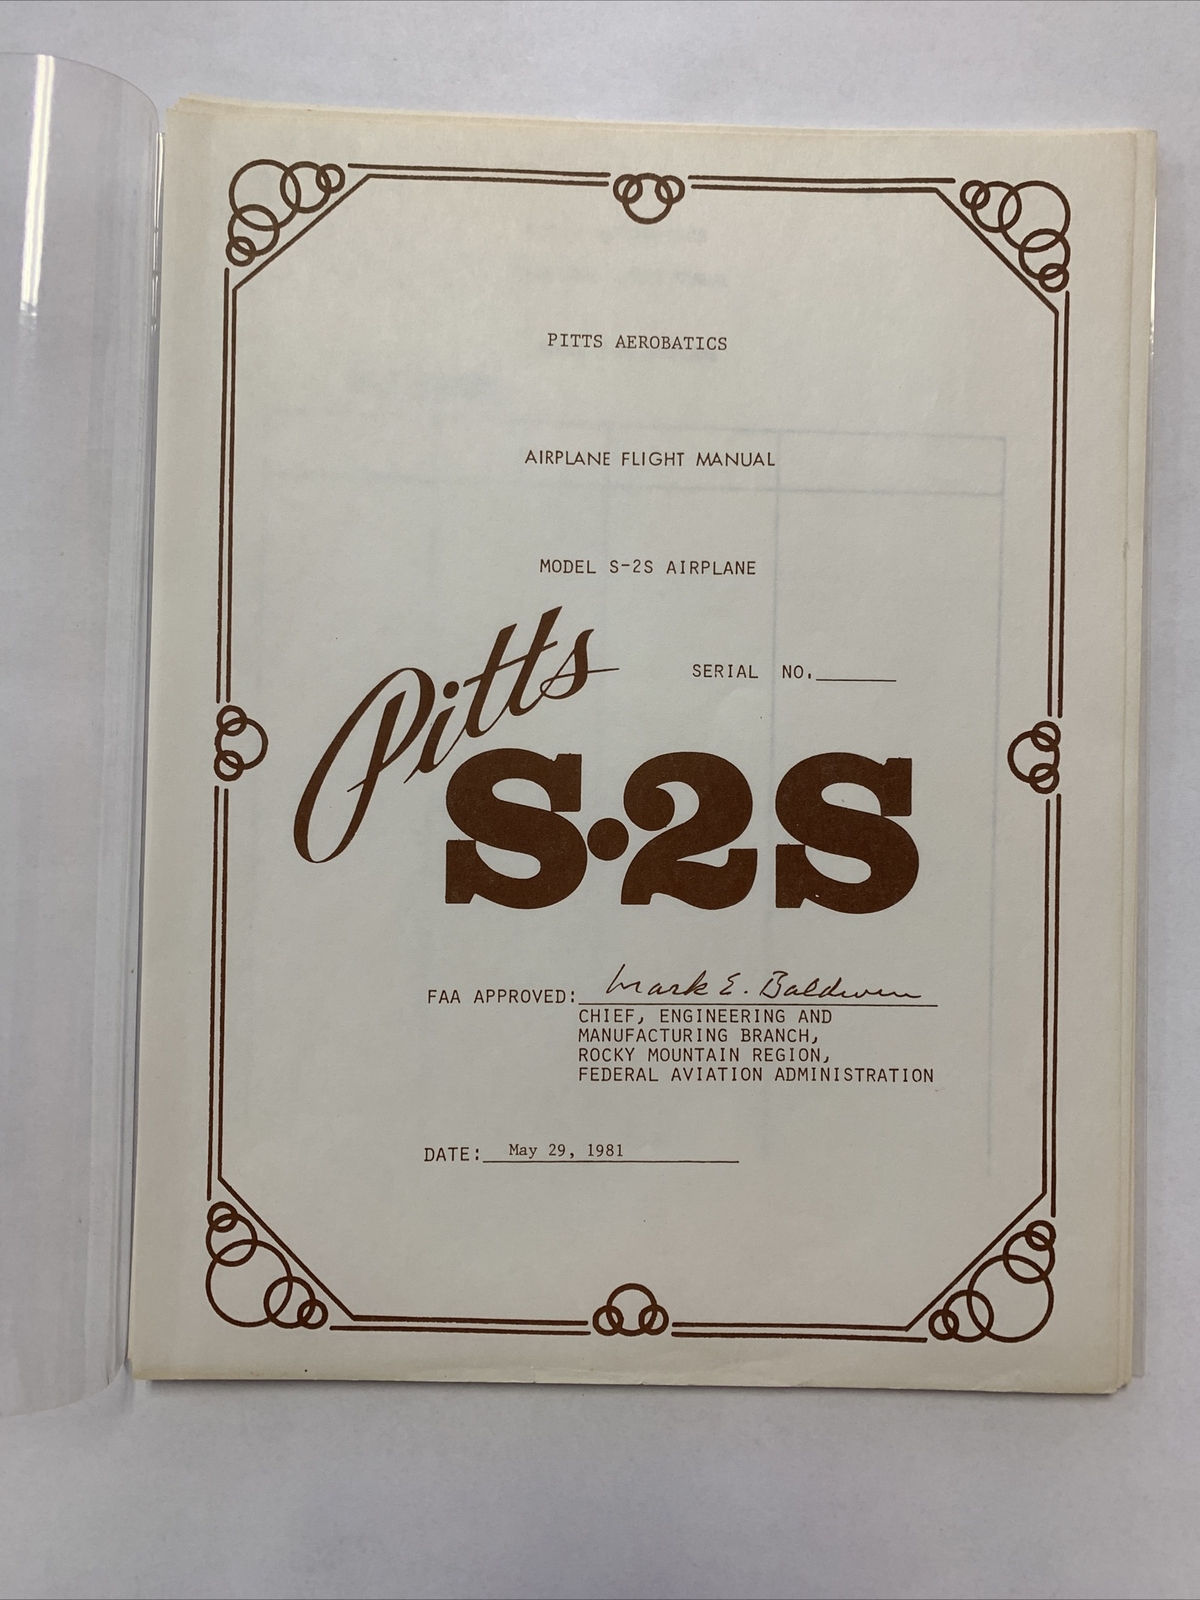 PITTS AEROBATICS
AIRPLANE FLIGHT MANUAL
MODEL S-2S AIRPLANE
SERIAL NO.
Pitts
S·2S
FAA APPROVED: Mark E. Baldwin
CHIEF, ENGINEERING AND
MANUFACTURING BRANCH,
ROCKY MOUNTAIN REGION,
FEDERAL AVIATION ADMINISTRATION
DATE: May 29, 1981